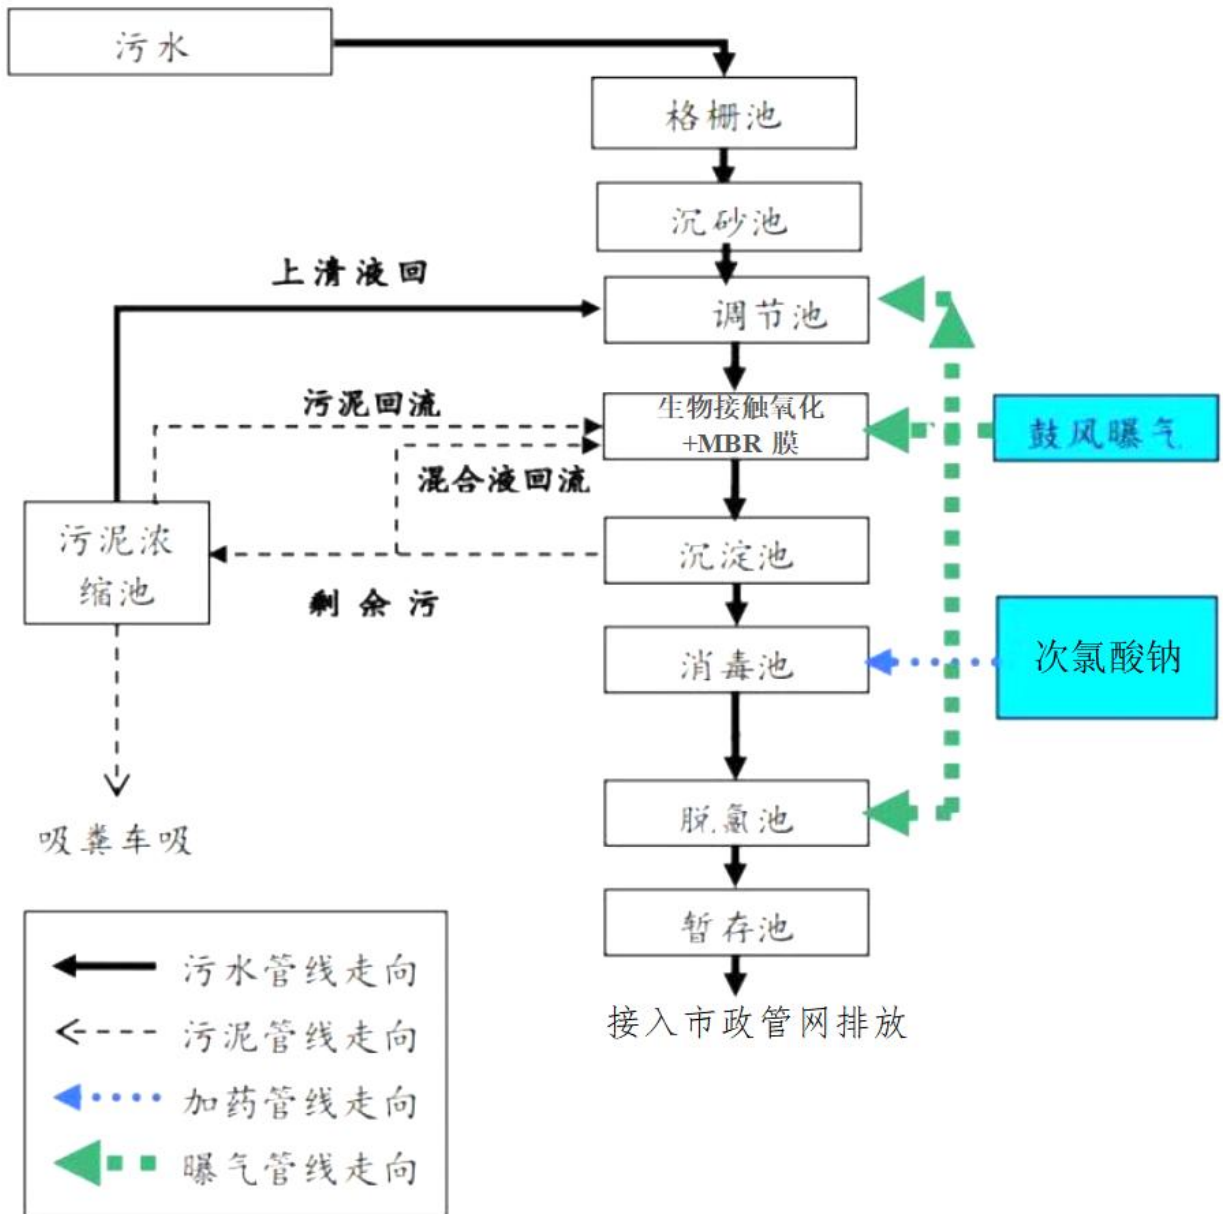 污水
格栅池
沉砂池
上清液回
调节池
污泥回流
生物接触氧化
+MBR 膜
鼓风曝气
混合液回流
污泥浓
缩池
沉淀池
剩余污
消毒池
次氯酸钠
脱氯池
吸粪车吸
暂存池
接入市政管网排放
污水管线走向
污泥管线走向
加药管线走向
曝气管线走向